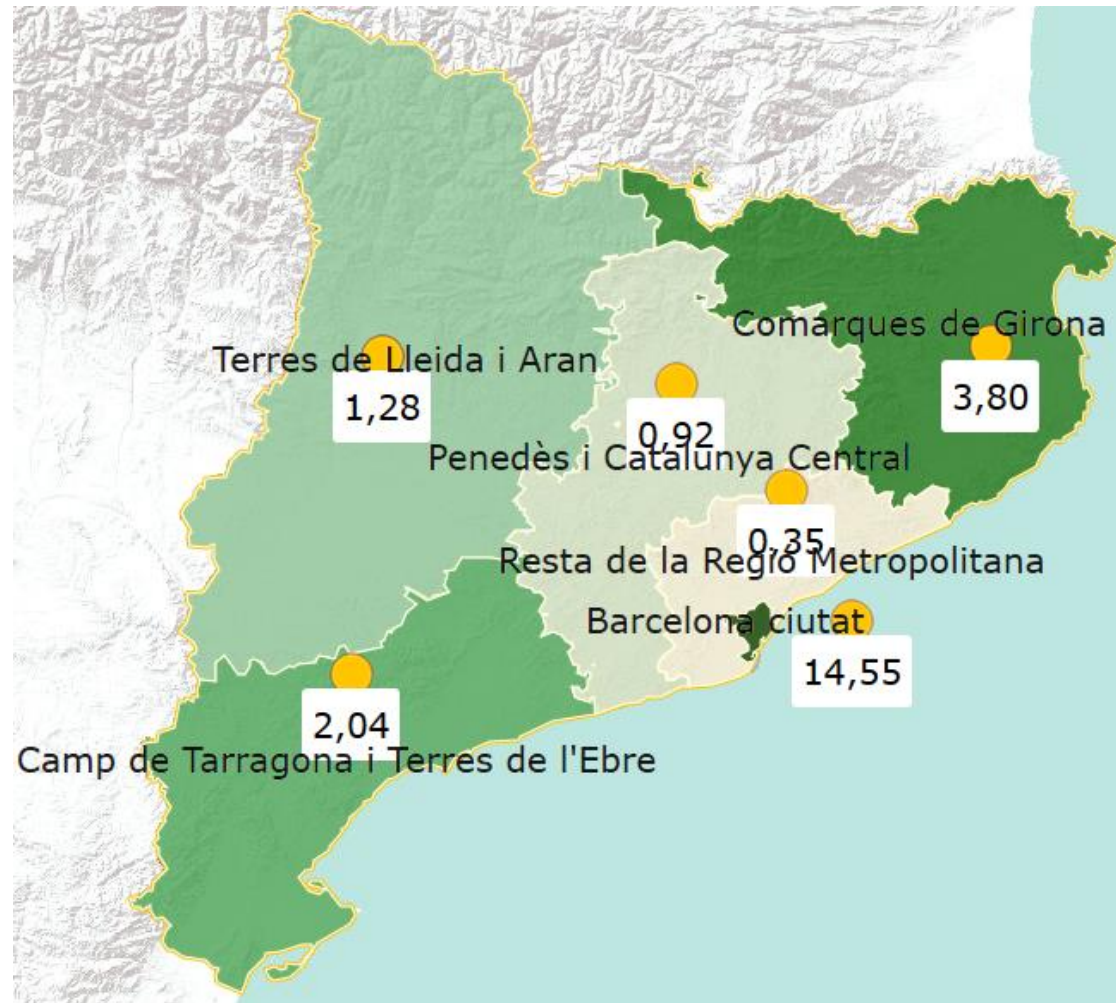 Comarques de Girona
3,80
Terres de Lleida i Aran
1,28
0,92
Penedès i Catalunya Central
0,35
Resta de la Regió Metropolitana
Barcelona ciutat
14,55
2,04
Camp de Tarragona i Terres de l'Ebre